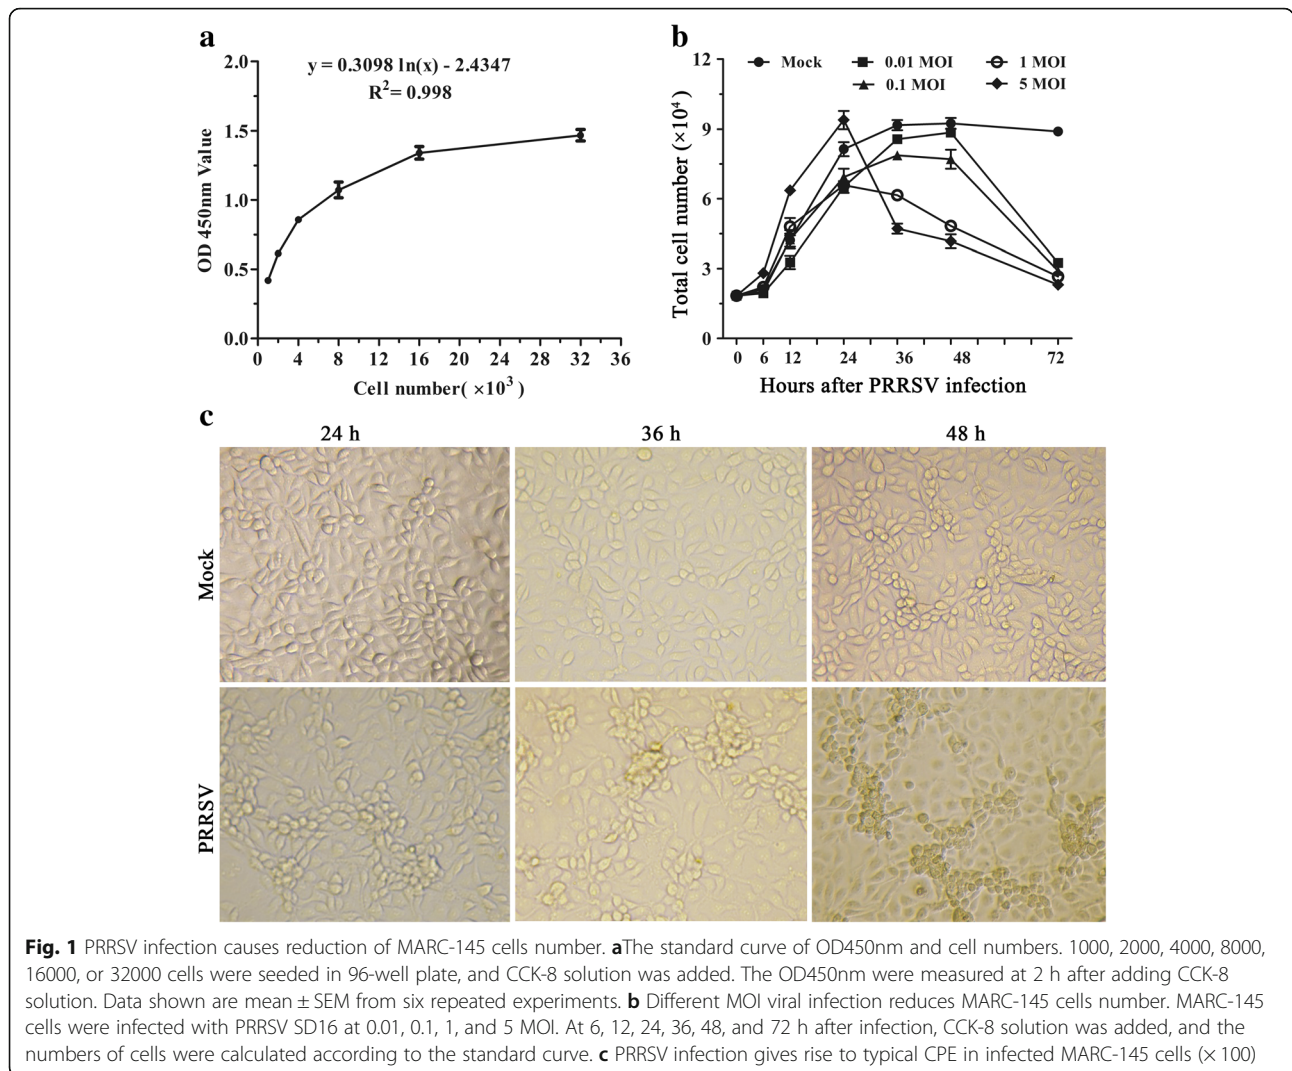 a
y = 0.3098 ln(x) - 2.4347
R²= 0.998
OD 450nm Value
2.0
1.5
1.0
0.5
0.0
0 4 8 12 16 20 24 28 32 36
Cell number( ×10³ )
b
Mock 0.01 MOI 1 MOI
0.1 MOI 5 MOI
Total cell number (×10⁴)
12
9
6
3
0
0 6 12 24 36 48 72
Hours after PRRSV infection
c
24 h 36 h 48 h
Mock
PRRSV
Fig. 1 PRRSV infection causes reduction of MARC-145 cells number. aThe standard curve of OD450nm and cell numbers. 1000, 2000, 4000, 8000,
16000, or 32000 cells were seeded in 96-well plate, and CCK-8 solution was added. The OD450nm were measured at 2 h after adding CCK-8
solution. Data shown are mean ± SEM from six repeated experiments. b Different MOI viral infection reduces MARC-145 cells number. MARC-145
cells were infected with PRRSV SD16 at 0.01, 0.1, 1, and 5 MOI. At 6, 12, 24, 36, 48, and 72 h after infection, CCK-8 solution was added, and the
numbers of cells were calculated according to the standard curve. c PRRSV infection gives rise to typical CPE in infected MARC-145 cells (× 100)